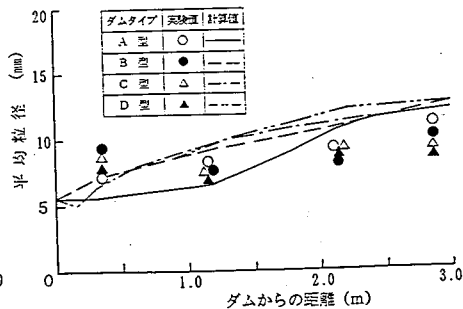 ダムタイプ 実験値 計算値
A 型
B 型
C 型
D 型
平均粒径 (mm)
20
15
10
5
0
0
1.0
2.0
3.0
ダムからの距離 (m)